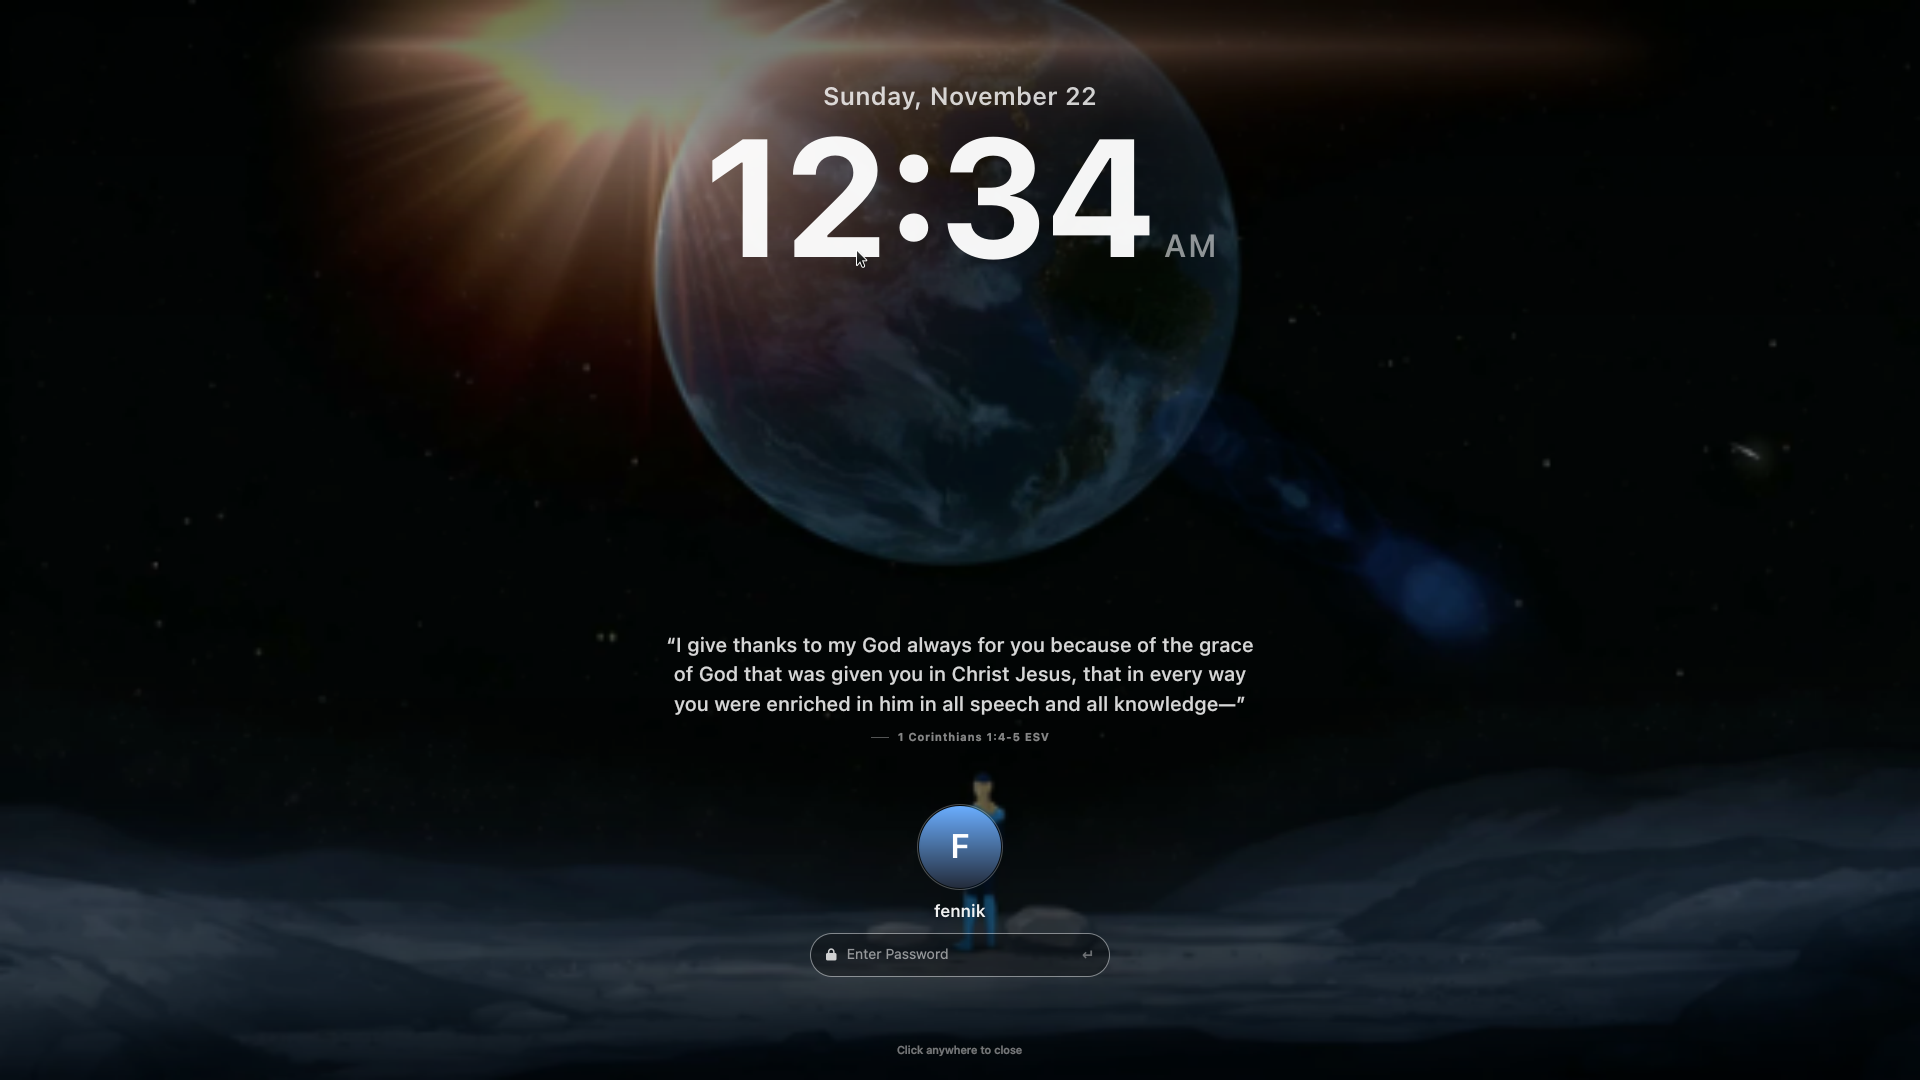 Sunday, November 22
12:34 AM
“I give thanks to my God always for you because of the grace
of God that was given you in Christ Jesus, that in every way
you were enriched in him in all speech and all knowledge—”
1 Corinthians 1:4-5 ESV
F
fennik
Enter Password
Click anywhere to close